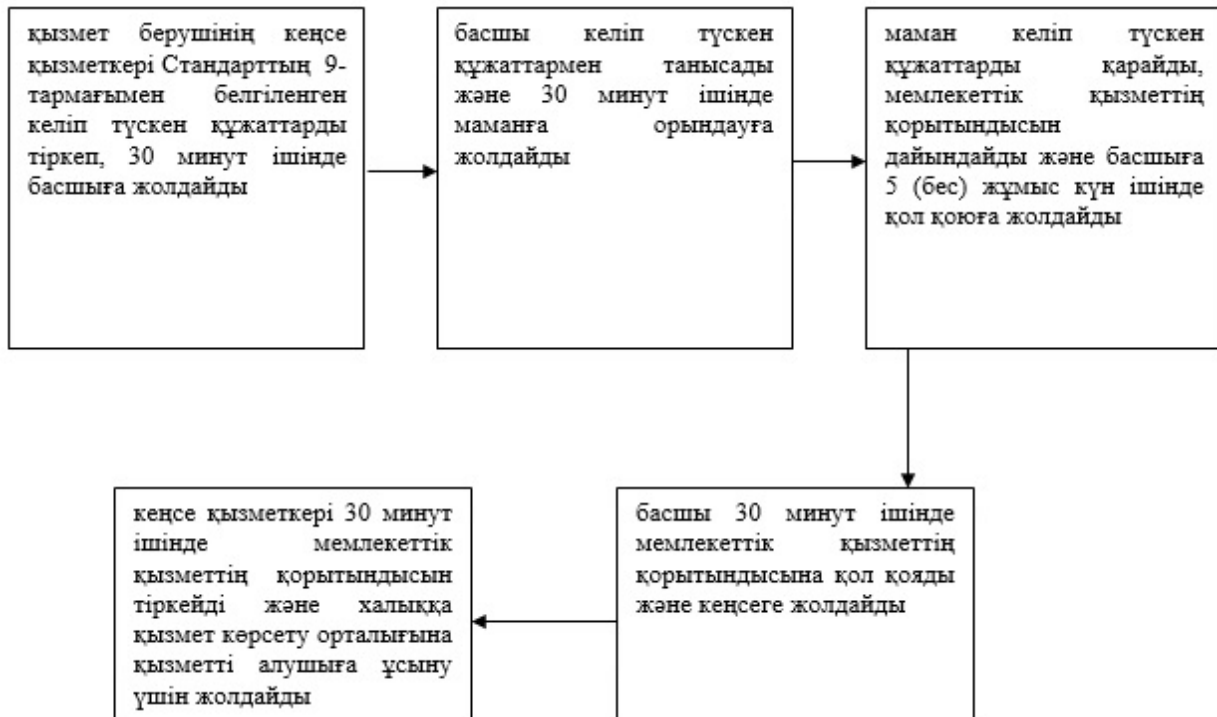 қызмет берушінің кеңсе
қызметкері Стандарттың 9-
тармағымен белгіленген
келіп түскен құжаттарды
тіркеп, 30 минут ішінде
басшыға жолдайды
басшы келіп түскен
құжаттармен танысады
және 30 минут ішінде
маманға орындауға
жолдайды
маман келіп түскен
құжаттарды қарайды,
мемлекеттік қызметтің
қорытындысын
дайындайды және басшыға
5 (бес) жұмыс күн ішінде
қол қоюға жолдайды
кеңсе қызметкері 30 минут
ішінде мемлекеттік
қызметтің қорытындысын
тіркейді және халыққа
қызмет көрсету орталығына
қызметті алушыға ұсыну
үшін жолдайды
басшы 30 минут ішінде
мемлекеттік қызметтің
қорытындысына қол қояды
және кеңсеге жолдайды